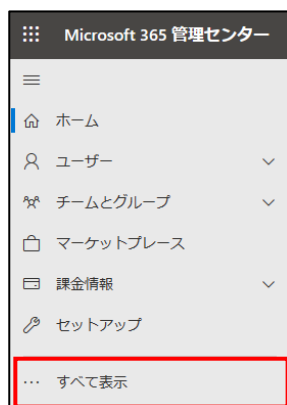 Microsoft 365 管理センター
ホーム
ユーザー
チームとグループ
マーケットプレース
課金情報
セットアップ
… すべて表示